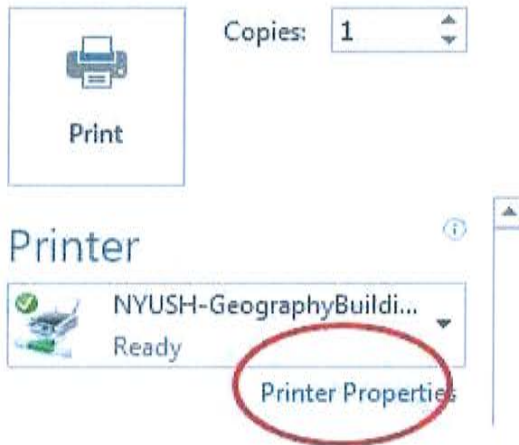 Copies: 1
Print
Printer
NYUSH-GeographyBuildi...
Ready
Printer Properties